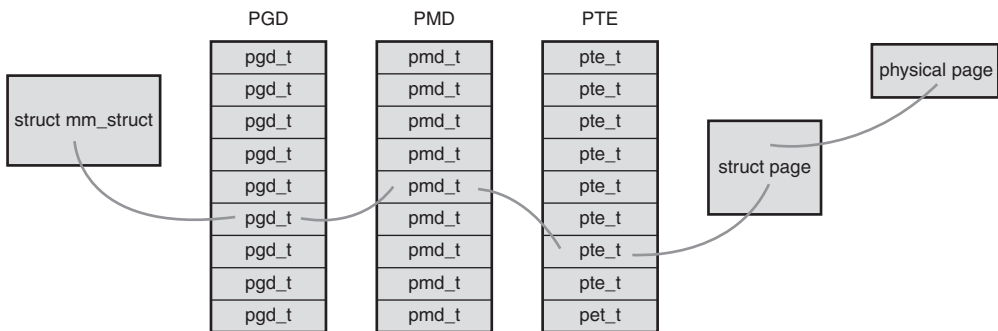 PGD PMD PTE
pgd_t pmd_t pte_t
physical page
pgd_t pmd_t pte_t
struct mm_struct
pgd_t pmd_t pte_t
pgd_t pmd_t pte_t
struct page
pgd_t pmd_t pte_t
pgd_t pmd_t pte_t
pgd_t pmd_t pte_t
pgd_t pmd_t pte_t
pgd_t pmd_t pet_t